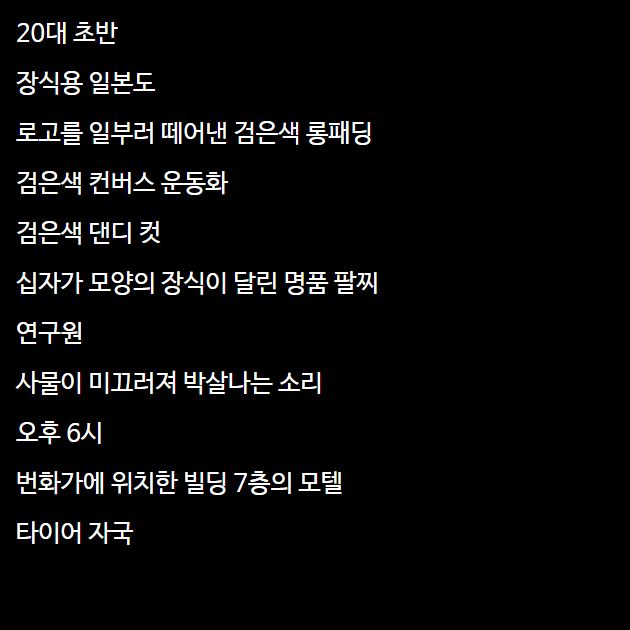 20대 초반
장식용 일본도
로고를 일부러 떼어낸 검은색 롱패딩
검은색 컨버스 운동화
검은색 댄디 컷
십자가 모양의 장식이 달린 명품 팔찌
연구원
사물이 미끄러져 박살나는 소리
오후 6시
번화가에 위치한 빌딩 7층의 모텔
타이어 자국